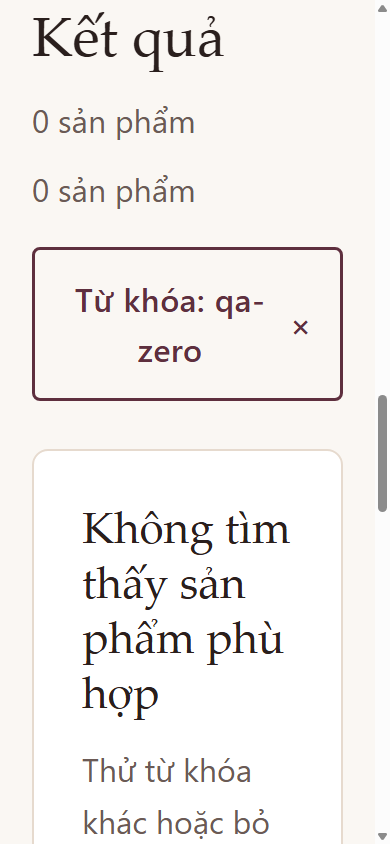 Kết quả
0 sản phẩm
0 sản phẩm
Từ khóa: qa-
zero
×
Không tìm
thấy sản
phẩm phù
hợp
Thử từ khóa
khác hoặc bỏ